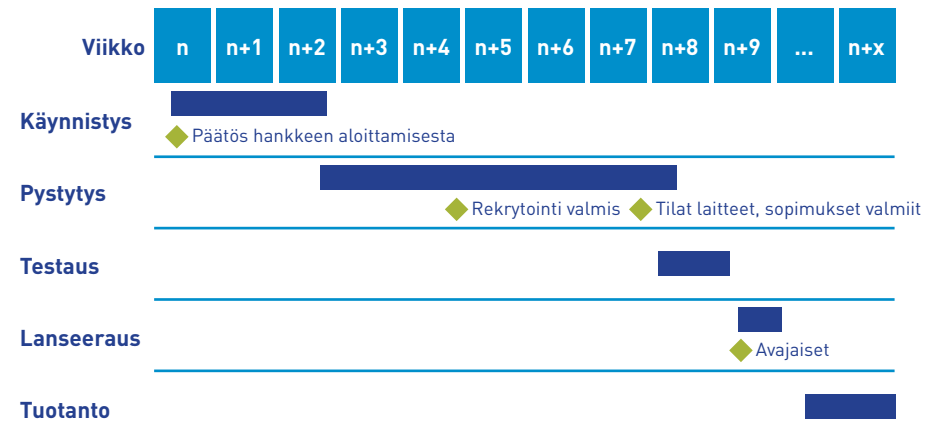 Viikko n n+1 n+2 n+3 n+4 n+5 n+6 n+7 n+8 n+9 ... n+x
Käynnistys
Päätös hankkeen aloittamisesta
Pystytys
Rekrytointi valmis Tilat laitteet, sopimukset valmiit
Testaus
Lanseeraus
Avajaiset
Tuotanto